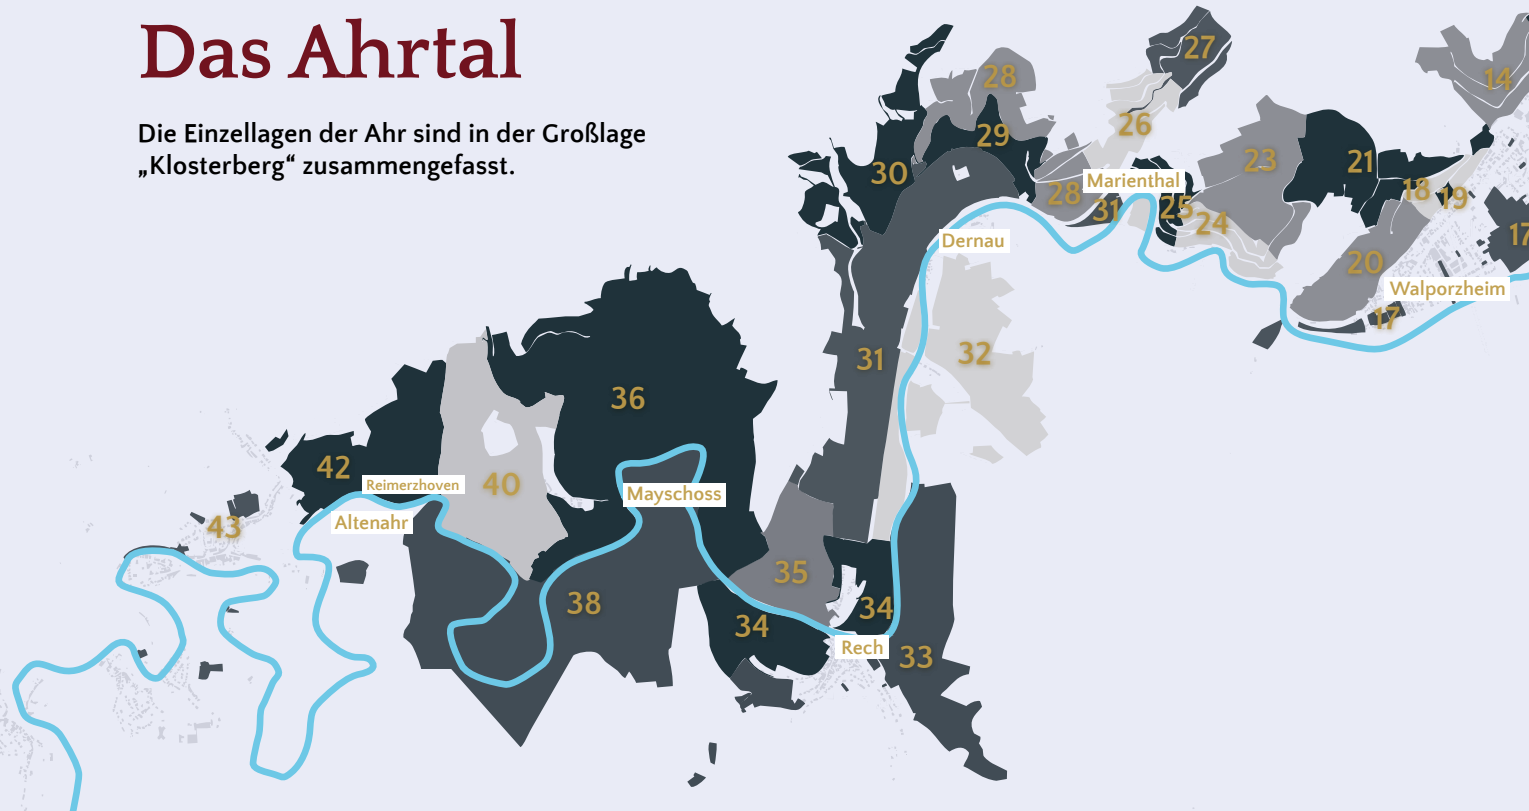 Das Ahrtal
Die Einzellagen der Ahr sind in der Großlage
„Klosterberg“ zusammengefasst.
27
28
14
26
29
23
21
30
Marienthal
28
31
25
24
18
19
17
Dernau
20
Walporzheim
17
31
32
36
42
Reimerzhoven
40
Mayschoss
Altenahr
43
35
38
34
34
Rech
33